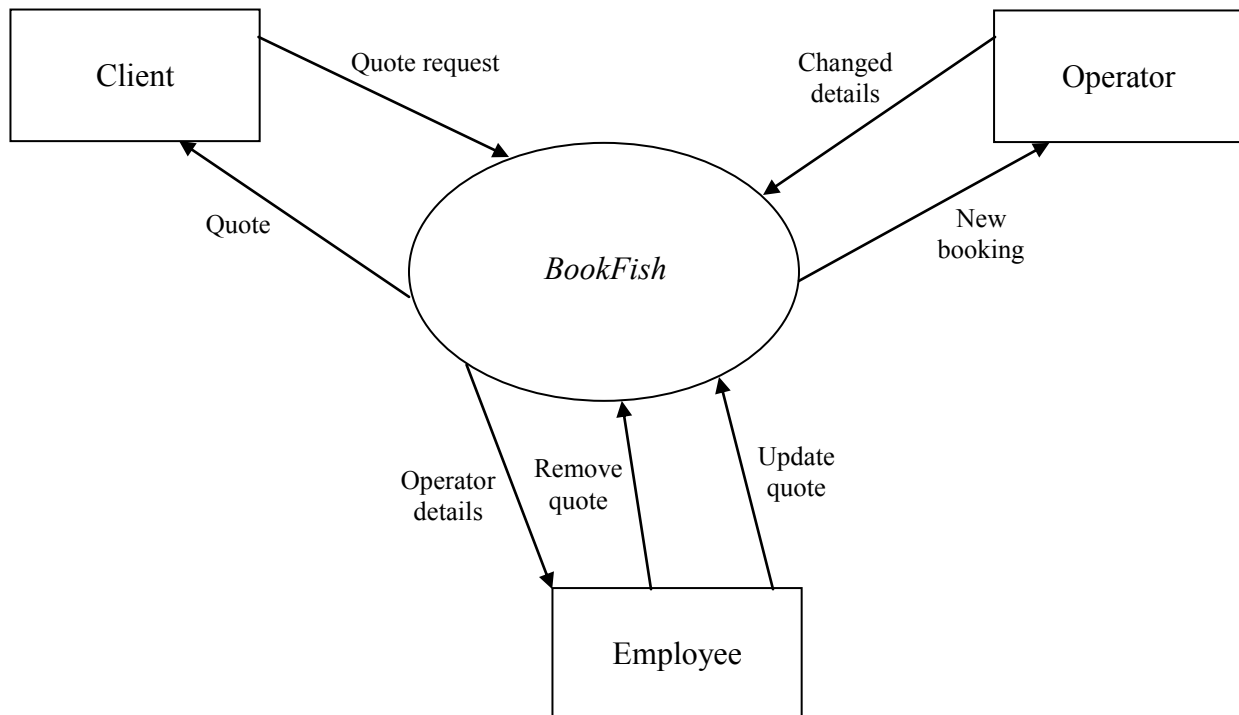 Client
Quote request
Changed
details
Operator
Quote
New
booking
BookFish
Operator
details
Remove
quote
Update
quote
Employee